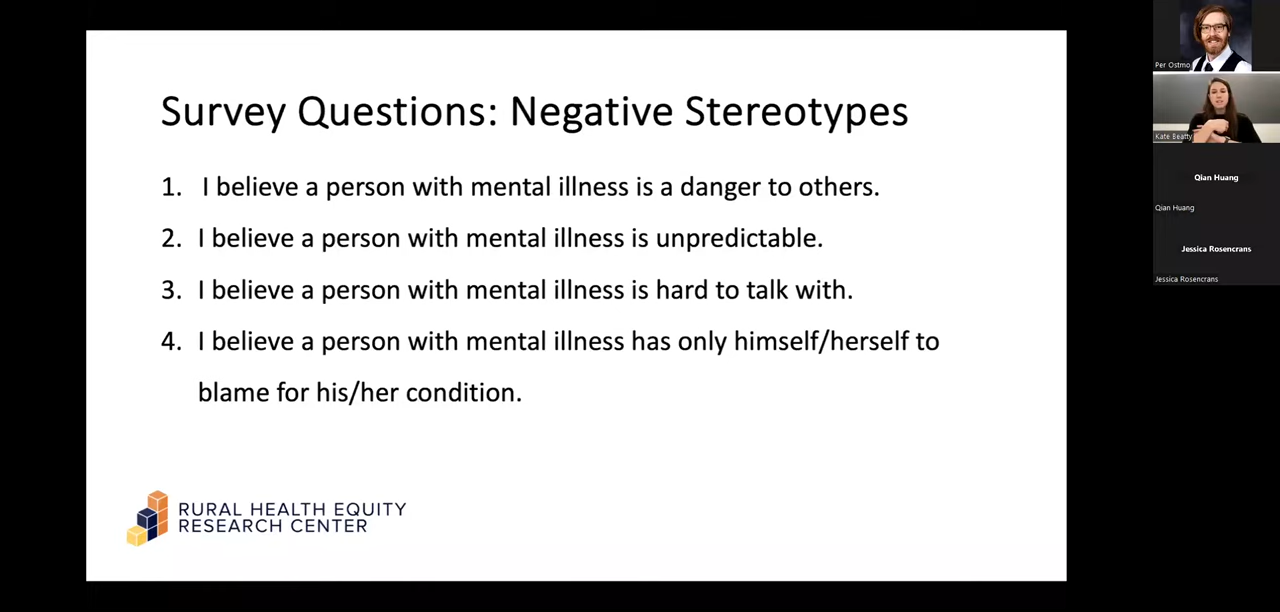 Survey Questions: Negative Stereotypes
1. I believe a person with mental illness is a danger to others.
2. I believe a person with mental illness is unpredictable.
3. I believe a person with mental illness is hard to talk with.
4. I believe a person with mental illness has only himself/herself to
blame for his/her condition.
RURAL HEALTH EQUITY
RESEARCH CENTER
Per Ostmo
Kate Beatty
Qian Huang
Qian Huang
Jessica Rosencrans
Jessica Rosencrans